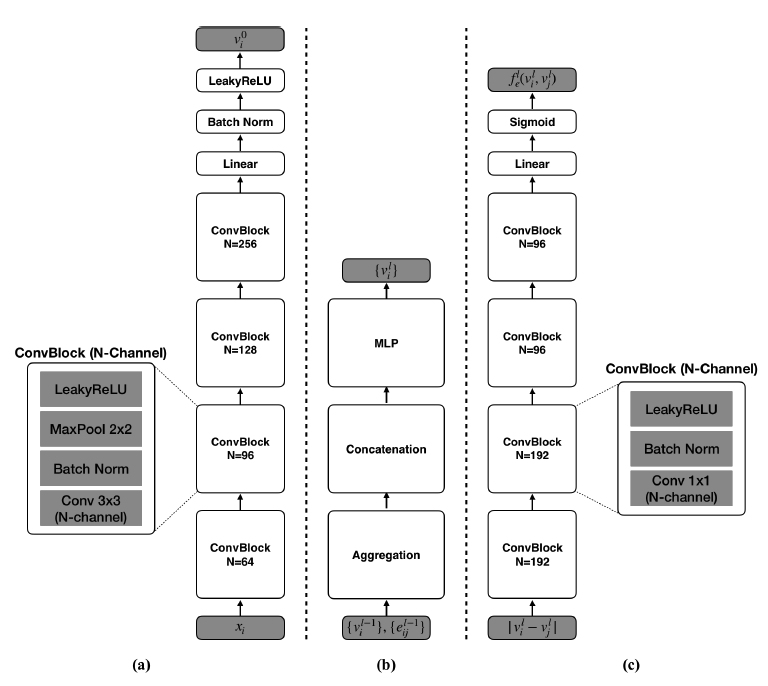 v_i^0
LeakyReLU
Batch Norm
Linear
ConvBlock
N=256
ConvBlock
N=128
ConvBlock
N=96
ConvBlock
N=64
x_i
ConvBlock (N-Channel)
LeakyReLU
MaxPool 2x2
Batch Norm
Conv 3x3
(N-channel)
(a)
{v_i^l}
MLP
Concatenation
Aggregation
{v_i^{l-1}}, {e_{ij}^{l-1}}
(b)
f_e^l(v_i^l, v_j^l)
Sigmoid
Linear
ConvBlock
N=96
ConvBlock
N=96
ConvBlock
N=192
ConvBlock
N=192
|v_i^l − v_j^l|
ConvBlock (N-Channel)
LeakyReLU
Batch Norm
Conv 1x1
(N-channel)
(c)